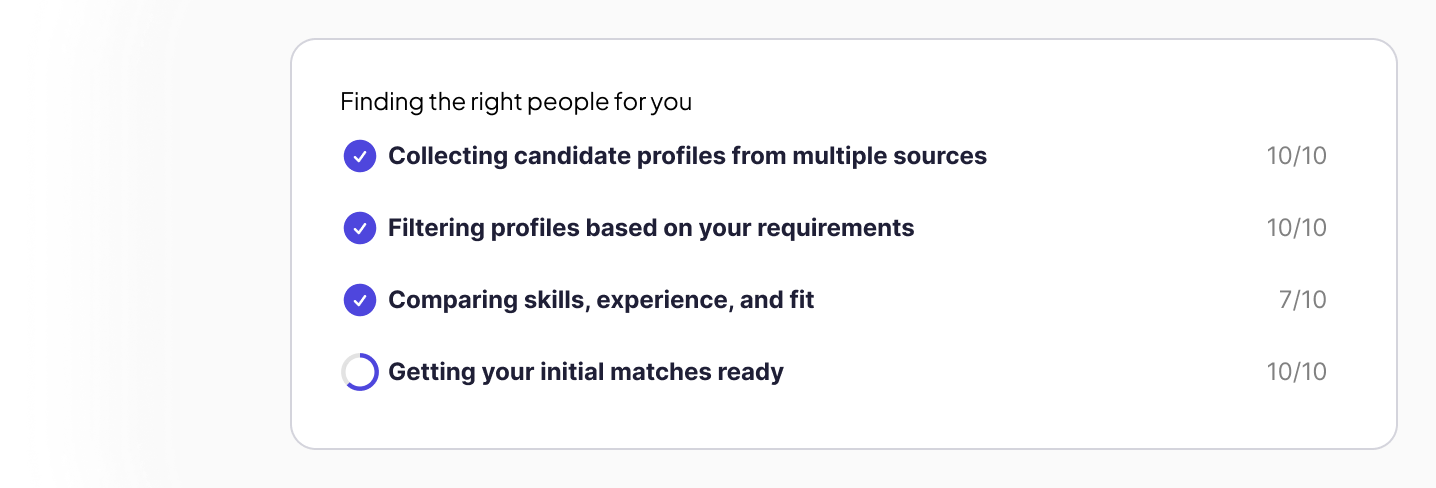 Finding the right people for you
Collecting candidate profiles from multiple sources 10/10
Filtering profiles based on your requirements 10/10
Comparing skills, experience, and fit 7/10
Getting your initial matches ready 10/10